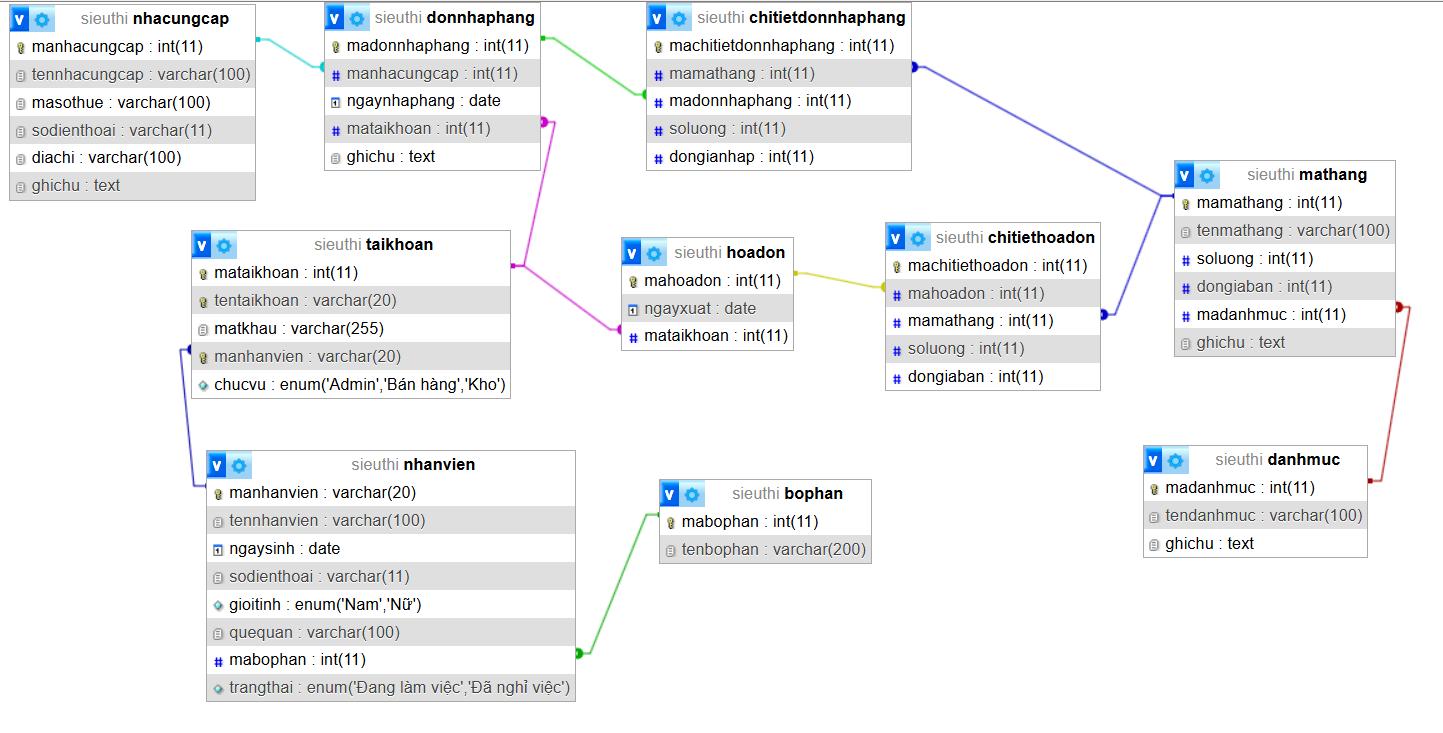 sieuthi nhacungcap
manhacungcap : int(11)
tennhacungcap : varchar(100)
masothue : varchar(100)
sodienthoai : varchar(11)
diachi : varchar(100)
ghichu : text
sieuthi donnhaphang
madonnhaphang : int(11)
manhacungcap : int(11)
ngaynhaphang : date
mataikhoan : int(11)
ghichu : text
sieuthi chitietdonnhaphang
machitietdonnhaphang : int(11)
mamathang : int(11)
madonnhaphang : int(11)
soluong : int(11)
dongianhap : int(11)
sieuthi mathang
mamathang : int(11)
tenmathang : varchar(100)
soluong : int(11)
dongiaban : int(11)
madanhmuc : int(11)
ghichu : text
sieuthi taikhoan
mataikhoan : int(11)
tentaikhoan : varchar(20)
matkhau : varchar(255)
manhanvien : varchar(20)
chucvu : enum('Admin','Bán hàng','Kho')
sieuthi hoadon
mahoadon : int(11)
ngayxuat : date
mataikhoan : int(11)
sieuthi chitiethoadon
machitiethoadon : int(11)
mahoadon : int(11)
mamathang : int(11)
soluong : int(11)
dongiaban : int(11)
sieuthi nhanvien
manhanvien : varchar(20)
tennhanvien : varchar(100)
ngaysinh : date
sodienthoai : varchar(11)
gioitinh : enum('Nam','Nữ')
quequan : varchar(100)
mabophan : int(11)
trangthai : enum('Đang làm việc','Đã nghỉ việc')
sieuthi bophan
mabophan : int(11)
tenbophan : varchar(200)
sieuthi danhmuc
madanhmuc : int(11)
tendanhmuc : varchar(100)
ghichu : text